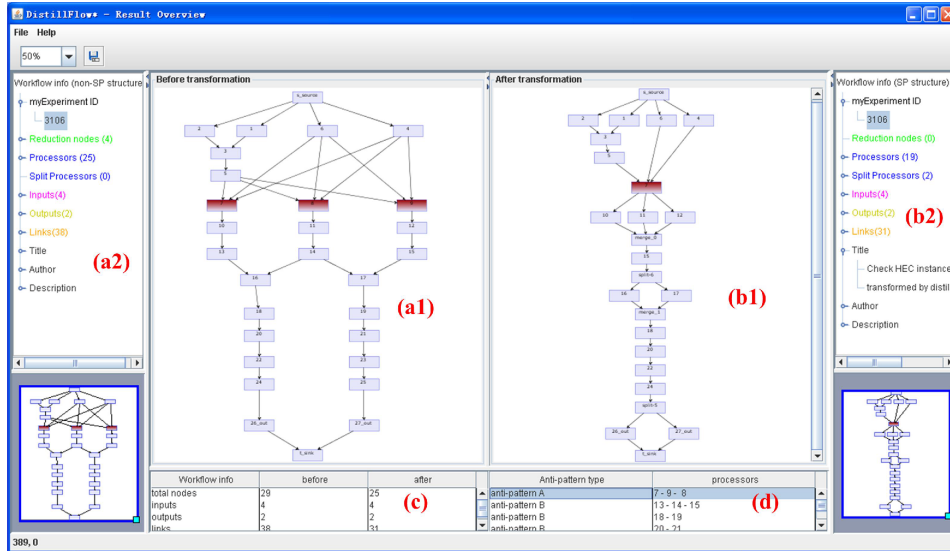 DistillFlow* - Result Overview
File Help
50%
Workflow info (non-SP structure
myExperiment ID
3106
Reduction nodes (4)
Processors (25)
Split Processors (0)
Inputs(4)
Outputs(2)
Links(38)
Title
Author
Description
(a2)
Before transformation
s_source
2 1 6 4
3
5
8
10 11 12
13 14 15
16 17
18 19
20 21
22 23
24 25
26_out 27_out
t_sink
(a1)
After transformation
s_source
2 1 6 4
3
5
10 11 12
merge_0
15
split-6
16 17
merge_1
18
20
22
24
split-5
26_out 27_out
t_sink
(b1)
Workflow info (SP structure)
myExperiment ID
3106
Reduction nodes (0)
Processors (19)
Split Processors (2)
Inputs(4)
Outputs(2)
Links(31)
Title
Check HEC instance
transformed by distil
Author
Description
(b2)
Workflow info before after
total nodes 29 25
inputs 4 4
outputs 2 2
links 38 31
(c)
Anti-pattern type processors
anti-pattern A 7 - 9 - 8
anti-pattern B 13 - 14 - 15
anti-pattern B 18 - 19
anti-pattern B 20 - 21
(d)
389, 0